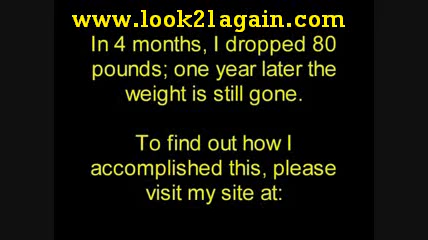 www.look21again.com
In 4 months, I dropped 80
pounds; one year later the
weight is still gone.
To find out how I
accomplished this, please
visit my site at: